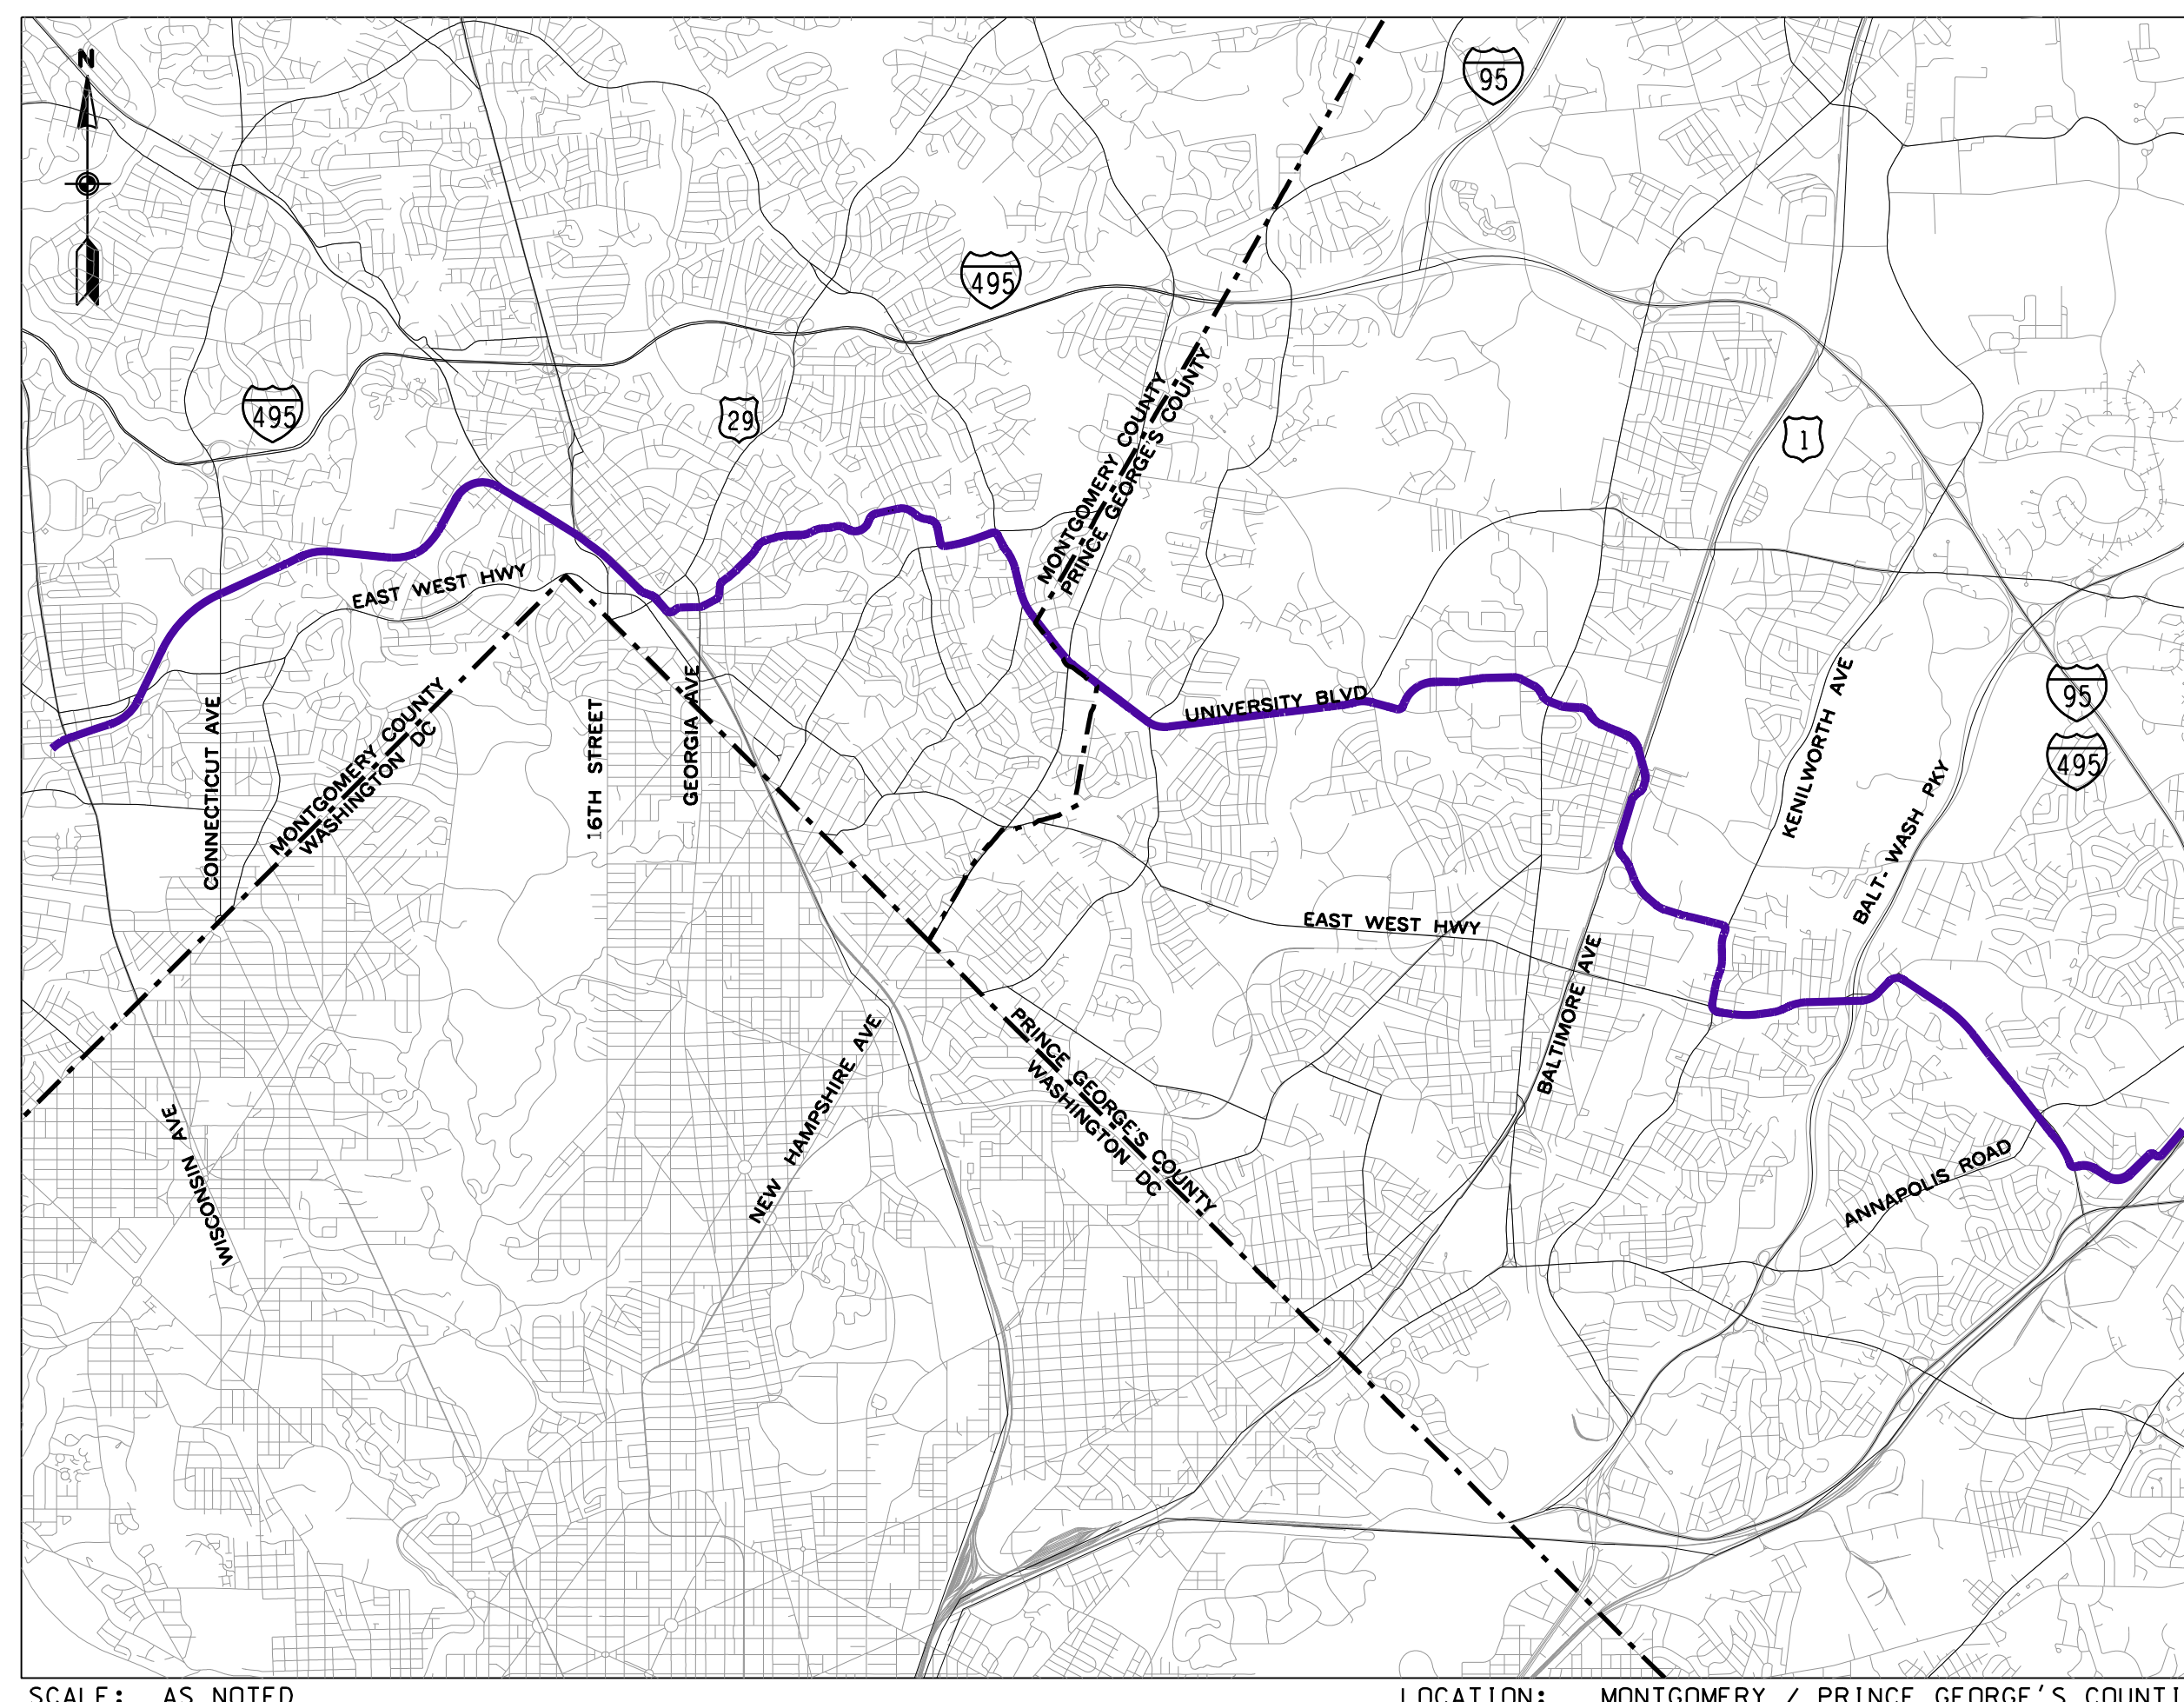 N
95
495
495
29
1
MONTGOMERY COUNTY
PRINCE GEORGE'S COUNTY
EAST WEST HWY
CONNECTICUT AVE
MONTGOMERY COUNTY
WASHINGTON DC
16TH STREET
GEORGIA AVE
UNIVERSITY BLVD
KENILWORTH AVE
95
495
BALT-WASH PKY
EAST WEST HWY
BALTIMORE AVE
WISCONSIN AVE
NEW HAMPSHIRE AVE
PRINCE GEORGE'S COUNTY
WASHINGTON DC
ANNAPOLIS ROAD
SCALE: AS NOTED
LOCATION: MONTGOMERY / PRINCE GEORGE'S COUNTI